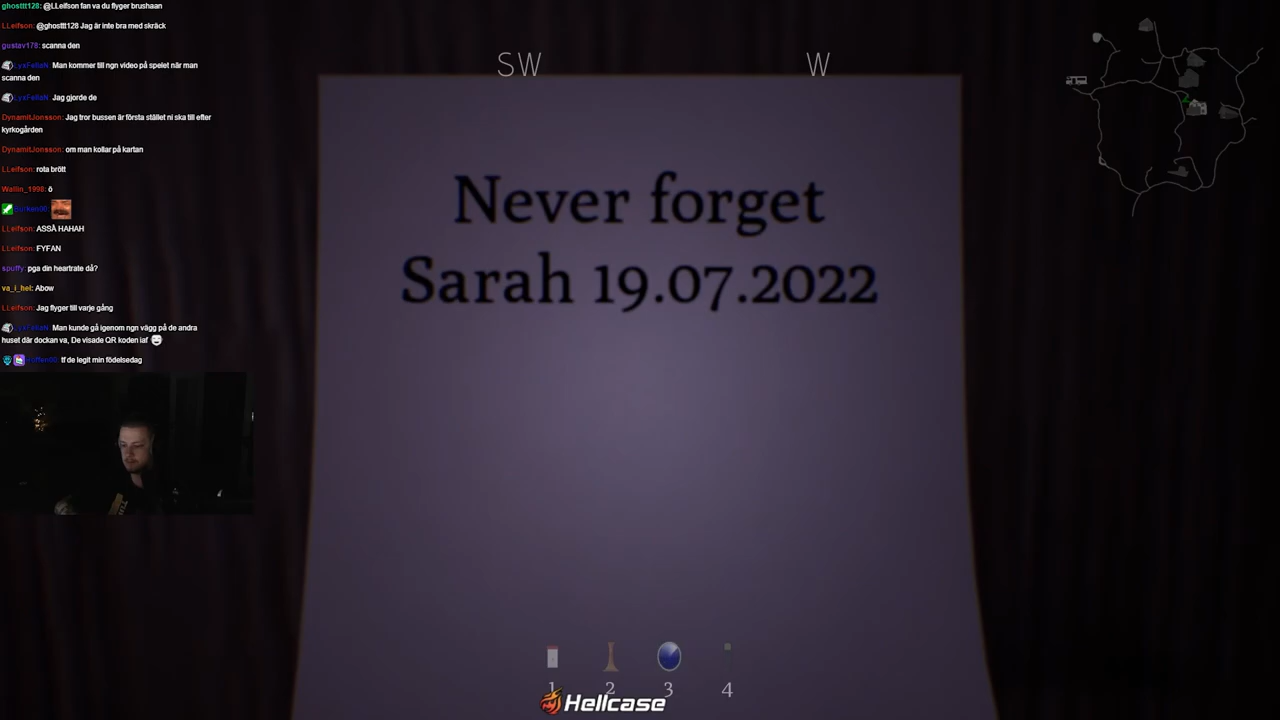 ghosttt128: @LLeifson fan va du flyger brushaan
LLeifson: @ghosttt128 Jag är inte bra med skräck
gustav178: scanna den
LyxFellaN: Man kommer till ngn video på spelet när man
scanna den
LyxFellaN: Jag gjorde de
DynamitJonsson: Jag tror bussen är första stället ni ska till efter
kyrkogården
DynamitJonsson: om man kollar på kartan
LLeifson: rota brött
Wallin_1998: ö
LLeifson: ASSÅ HAHAH
LLeifson: FYFAN
spuffy: pga din heartrate då?
va_i_hel: Abow
LLeifson: Jag flyger till varje gång
LyxFellaN: Man kunde gå igenom ngn vägg på de andra
huset där dockan va, De visade QR koden iaf
tf de legit min födelsedag
SW W
Never forget
Sarah 19.07.2022
1 2 3 4
Hellcase